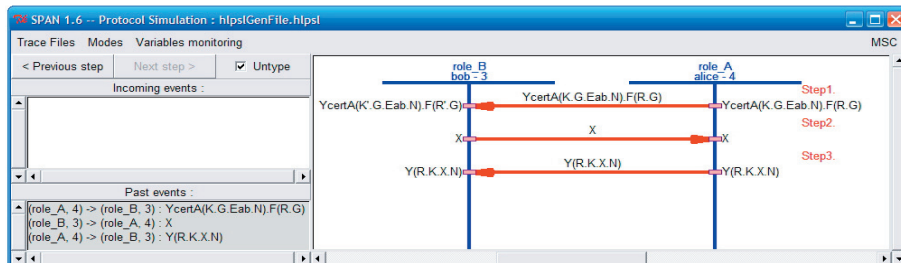 SPAN 1.6 -- Protocol Simulation : hlpslGenFile.hlpsl
Trace Files Modes Variables monitoring MSC
< Previous step Next step > Untype
Incoming events :
Past events :
(role_A, 4) -> (role_B, 3) : YcertA(K.G.Eab.N).F(R.G)
(role_B, 3) -> (role_A, 4) : X
(role_A, 4) -> (role_B, 3) : Y(R.K.X.N)
role_B role_A
bob - 3 alice - 4
Step1.
YcertA(K'.G.Eab.N).F(R'.G) YcertA(K.G.Eab.N).F(R.G) YcertA(K.G.Eab.N).F(R.G)
Step2.
X X X
Step3.
Y(R.K.X.N) Y(R.K.X.N) Y(R.K.X.N)